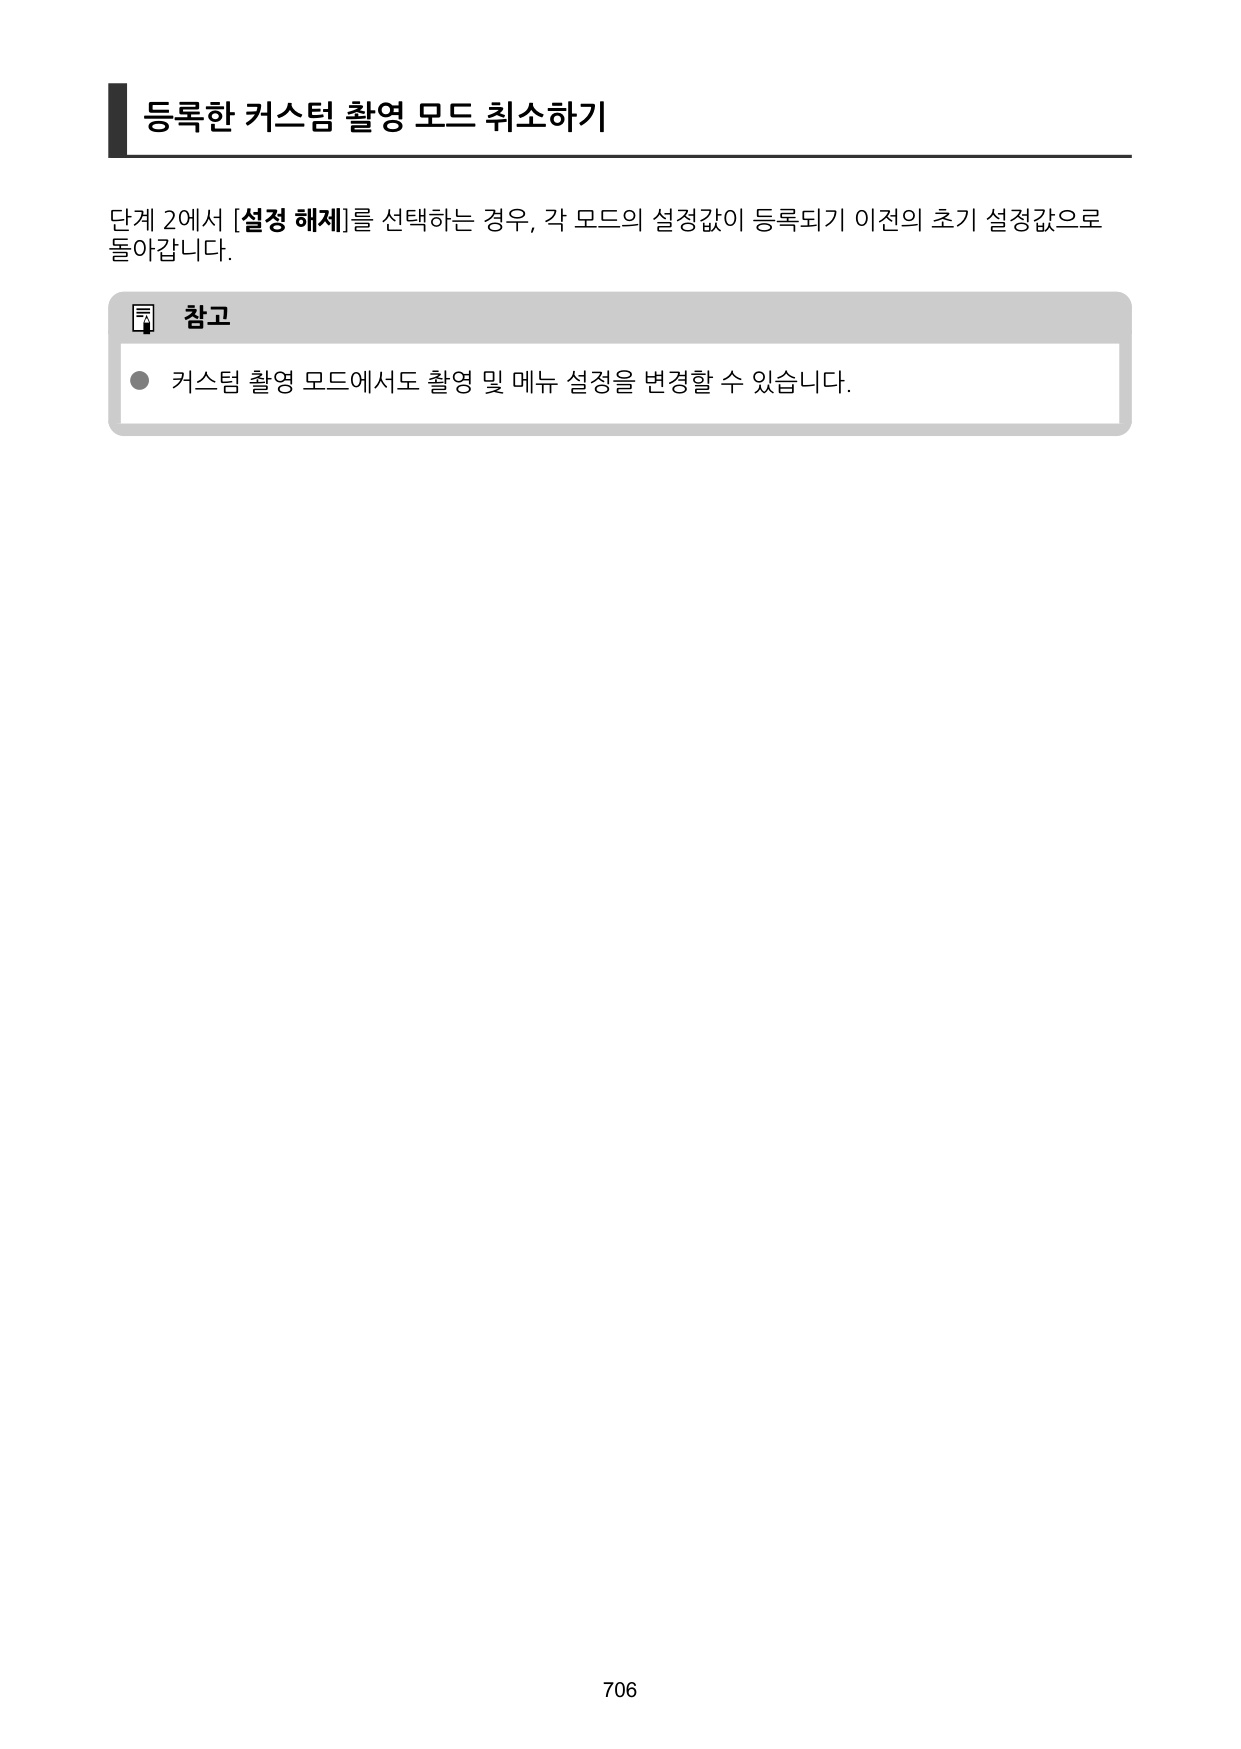 등록한 커스텀 촬영 모드 취소하기
단계 2에서 [설정 해제]를 선택하는 경우, 각 모드의 설정값이 등록되기 이전의 초기 설정값으로
돌아갑니다.
참고
● 커스텀 촬영 모드에서도 촬영 및 메뉴 설정을 변경할 수 있습니다.
706